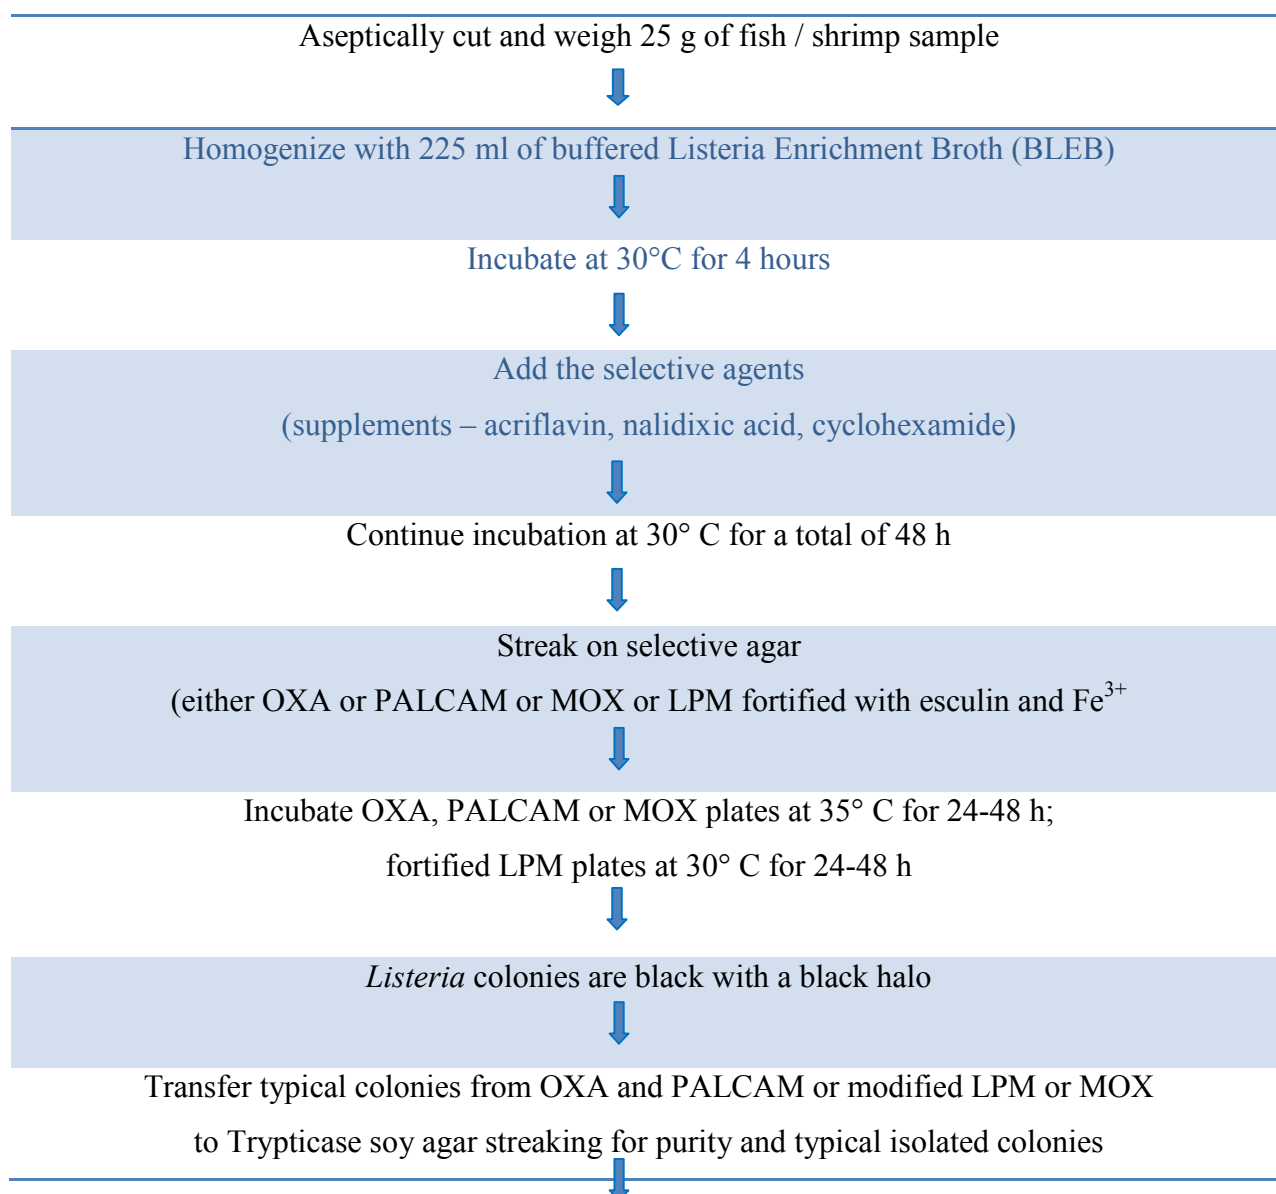 Aseptically cut and weigh 25 g of fish / shrimp sample
Homogenize with 225 ml of buffered Listeria Enrichment Broth (BLEB)
Incubate at 30°C for 4 hours
Add the selective agents
(supplements – acriflavin, nalidixic acid, cyclohexamide)
Continue incubation at 30° C for a total of 48 h
Streak on selective agar
(either OXA or PALCAM or MOX or LPM fortified with esculin and Fe³⁺
Incubate OXA, PALCAM or MOX plates at 35° C for 24-48 h;
fortified LPM plates at 30° C for 24-48 h
Listeria colonies are black with a black halo
Transfer typical colonies from OXA and PALCAM or modified LPM or MOX
to Trypticase soy agar streaking for purity and typical isolated colonies